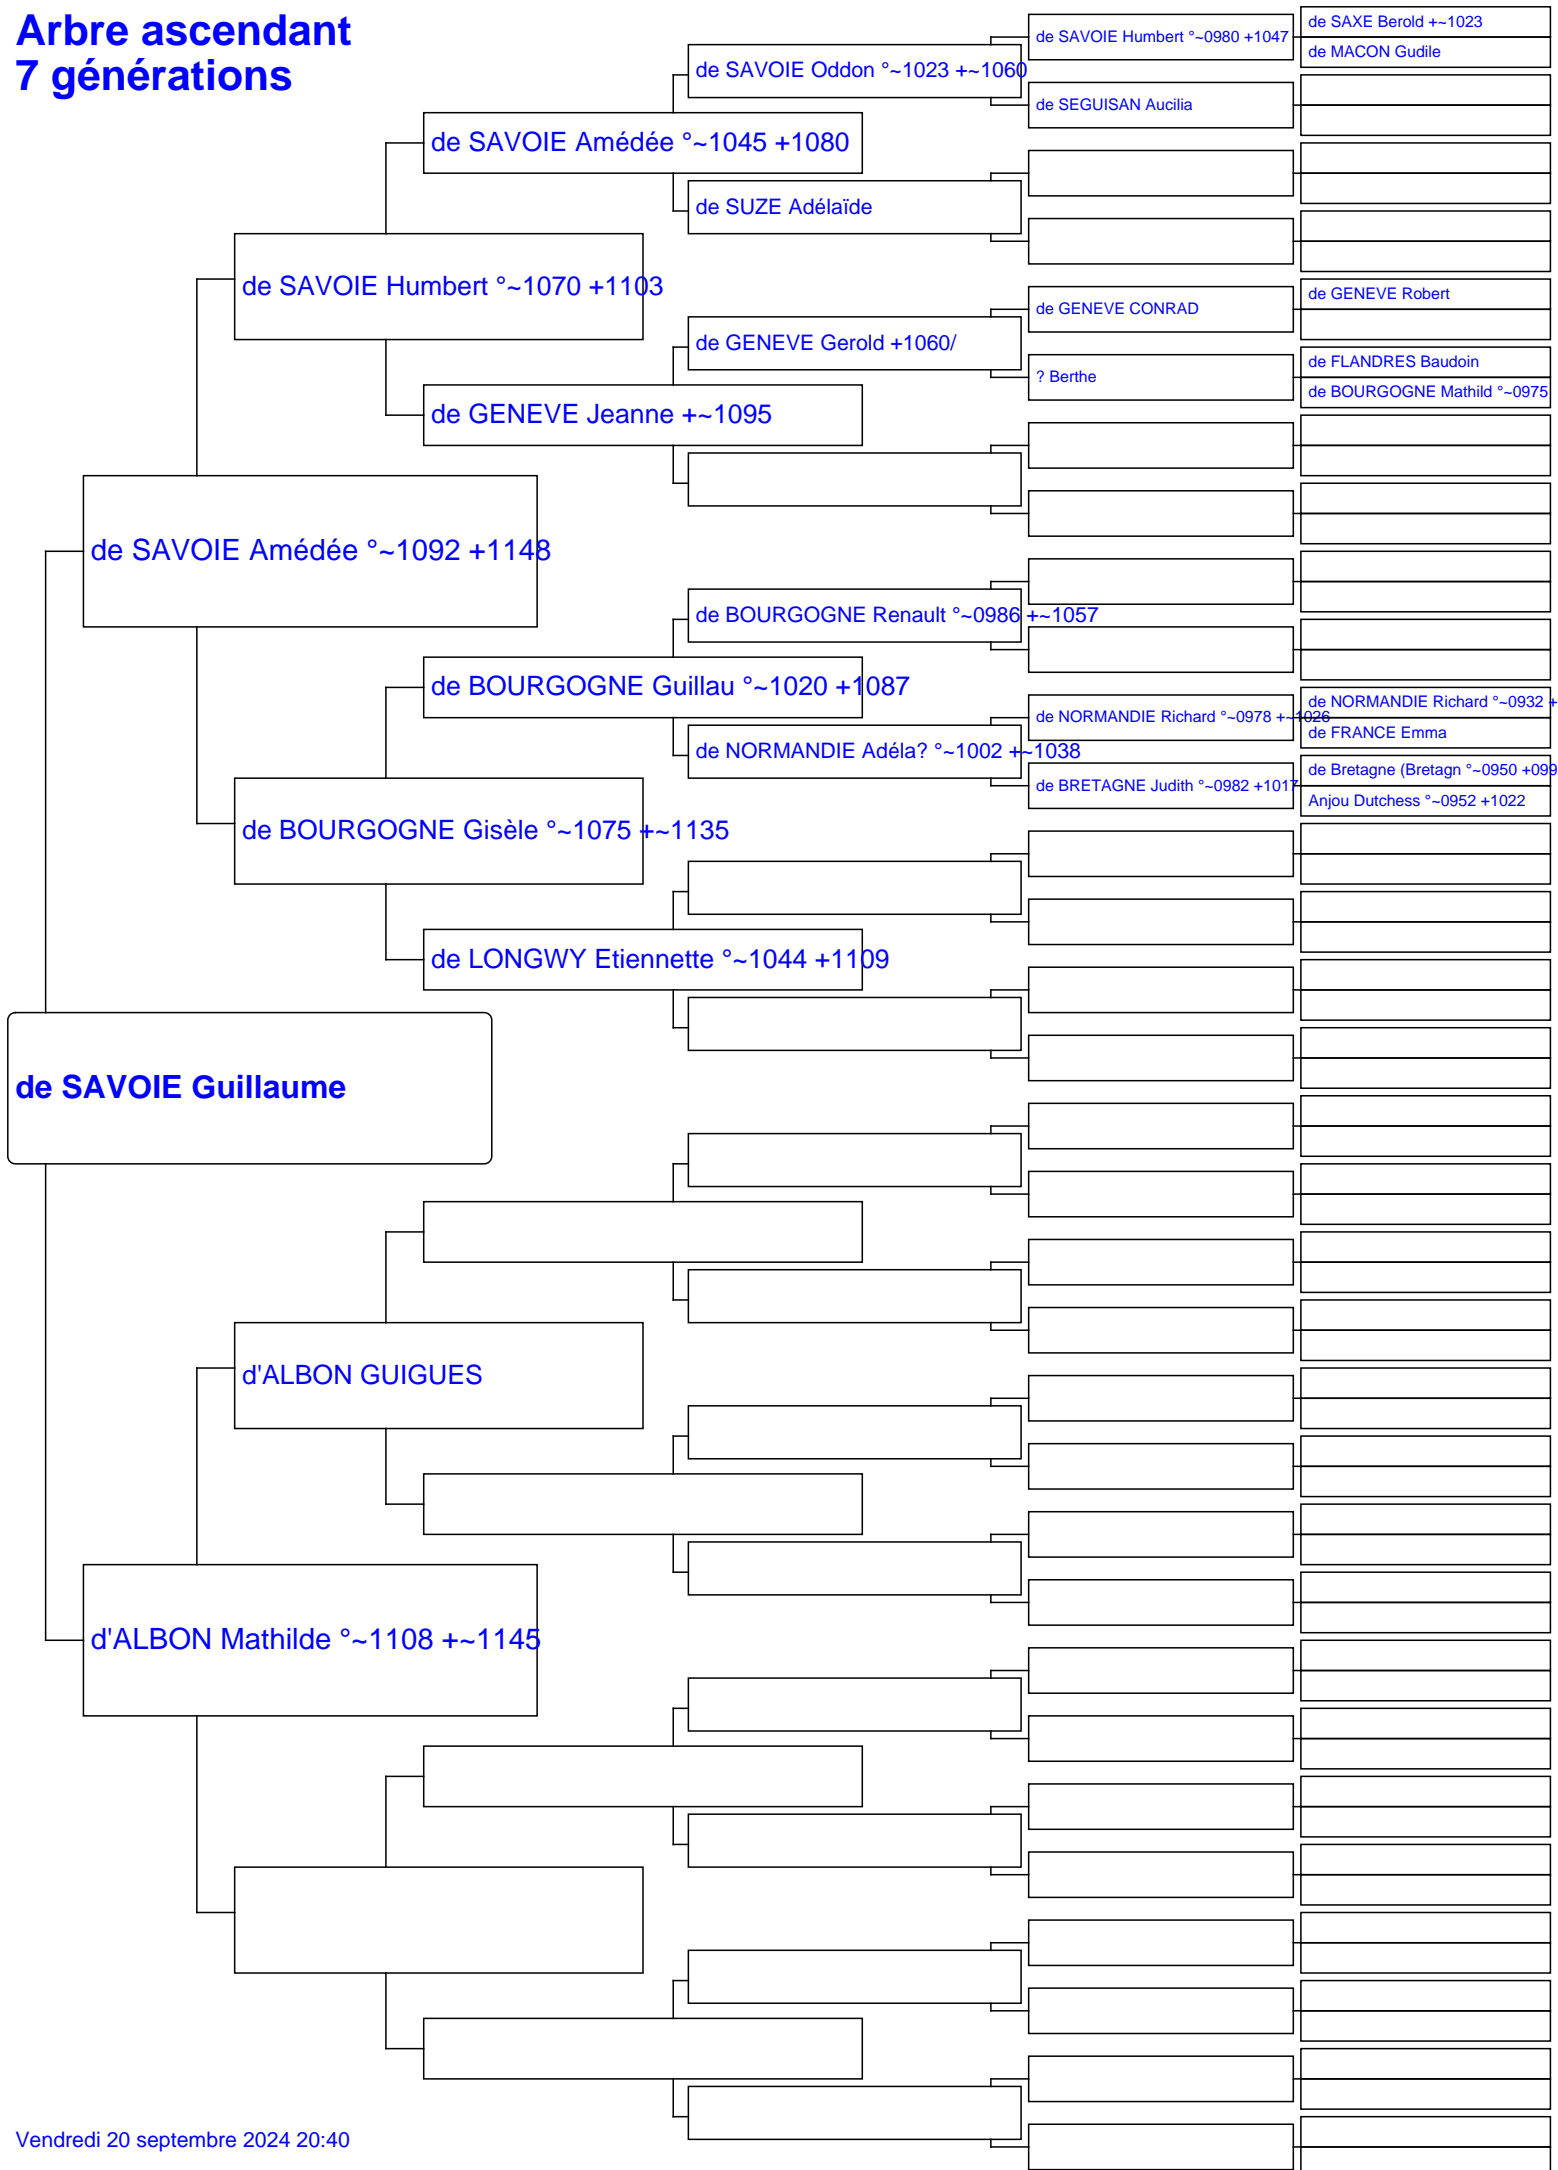 Arbre ascendant
7 générations
de SAXE Berold +~1023
de SAVOIE Humbert °~0980 +1047
de MACON Gudile
de SAVOIE Oddon °~1023 +~1060
de SEGUISAN Aucilia
de SAVOIE Amédée °~1045 +1080
de SUZE Adélaïde
de SAVOIE Humbert °~1070 +1103
de GENEVE Robert
de GENEVE CONRAD
de GENEVE Gerold +1060/
de FLANDRES Baudoin
? Berthe
de BOURGOGNE Mathild °~0975
de GENEVE Jeanne +~1095
de SAVOIE Amédée °~1092 +1148
de BOURGOGNE Renault °~0986 +~1057
de BOURGOGNE Guillau °~1020 +1087
de NORMANDIE Richard °~0932 +
de NORMANDIE Richard °~0978 +~1026
de FRANCE Emma
de NORMANDIE Adéla? °~1002 +~1038
de Bretagne (Bretagn °~0950 +099
de BRETAGNE Judith °~0982 +1017
Anjou Dutchess °~0952 +1022
de BOURGOGNE Gisèle °~1075 +~1135
de LONGWY Etiennette °~1044 +1109
de SAVOIE Guillaume
d'ALBON GUIGUES
d'ALBON Mathilde °~1108 +~1145
Vendredi 20 septembre 2024 20:40